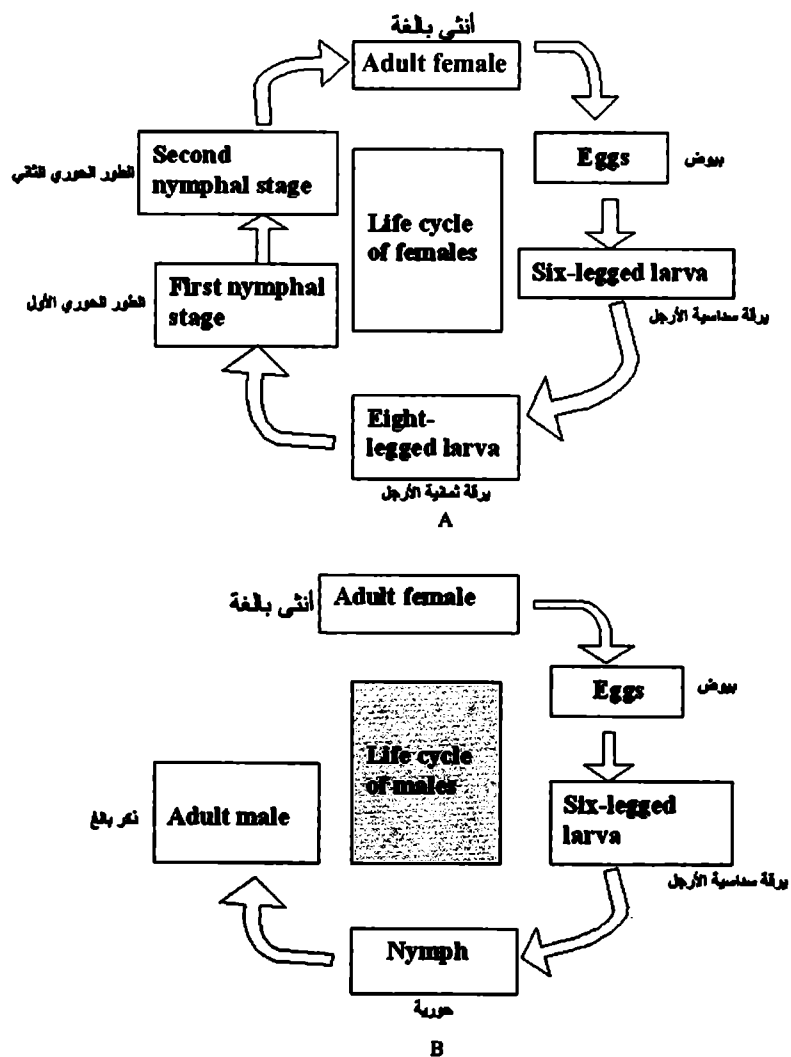 أنثى بالغة
Adult female
Eggs
بيوض
Six-legged larva
يرقة سداسية الأرجل
Eight-
legged larva
يرقة ثمانية الأرجل
First nymphal
stage
الطور الحوري الأول
Second
nymphal stage
الطور الحوري الثاني
Life cycle
of females
A
أنثى بالغة
Adult female
Eggs
بيوض
Six-legged
larva
يرقة سداسية الأرجل
Nymph
حورية
Adult male
ذكر بالغ
Life cycle
of males
B